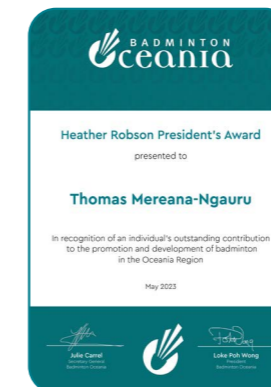 BADMINTON
Oceania
Heather Robson President's Award
presented to
Thomas Mereana-Ngauru
In recognition of an individual's outstanding contribution
to the promotion and development of badminton
in the Oceania Region
May 2023
Julie Carrel
Secretary General
Badminton Oceania
Loke Poh Wong
President
Badminton Oceania